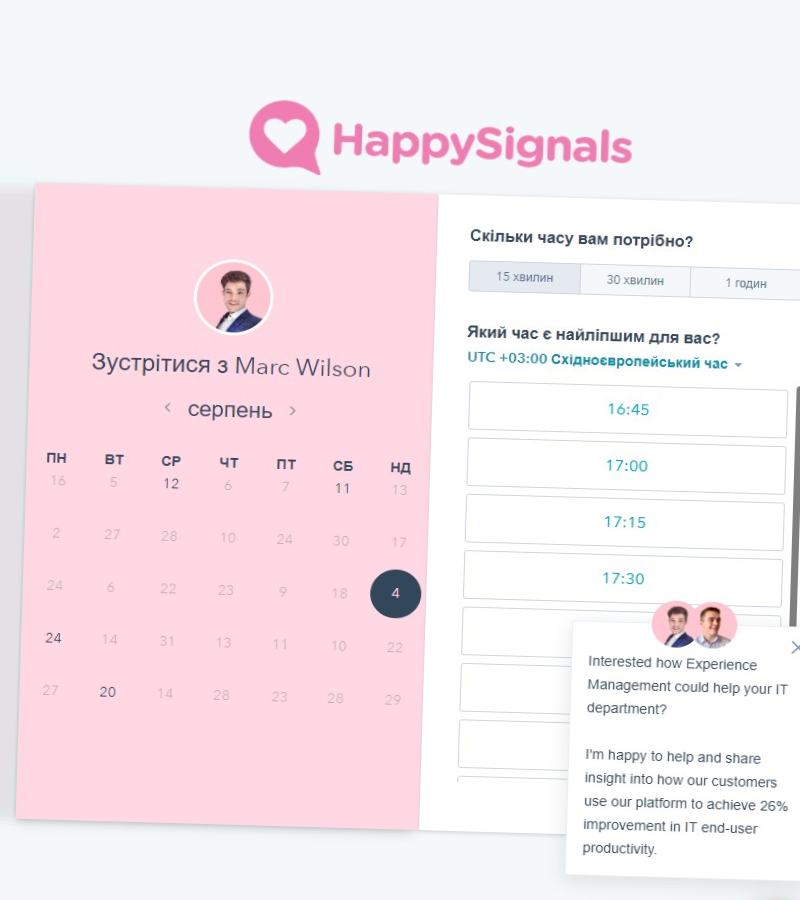 HappySignals
Зустрітися з Marc Wilson
серпень
ПН ВТ СР ЧТ ПТ СБ НД
16 5 12 6 7 11 13
2 27 28 10 24 30 17
24 6 22 23 9 18 4
24 14 31 13 11 10 22
27 20 14 28 23 28 29
Скільки часу вам потрібно?
15 хвилин 30 хвилин 1 годин
Який час є найліпшим для вас?
UTC +03:00 Східноєвропейський час
16:45
17:00
17:15
17:30
Interested how Experience
Management could help your IT
department?
I'm happy to help and share
insight into how our customers
use our platform to achieve 26%
improvement in IT end-user
productivity.